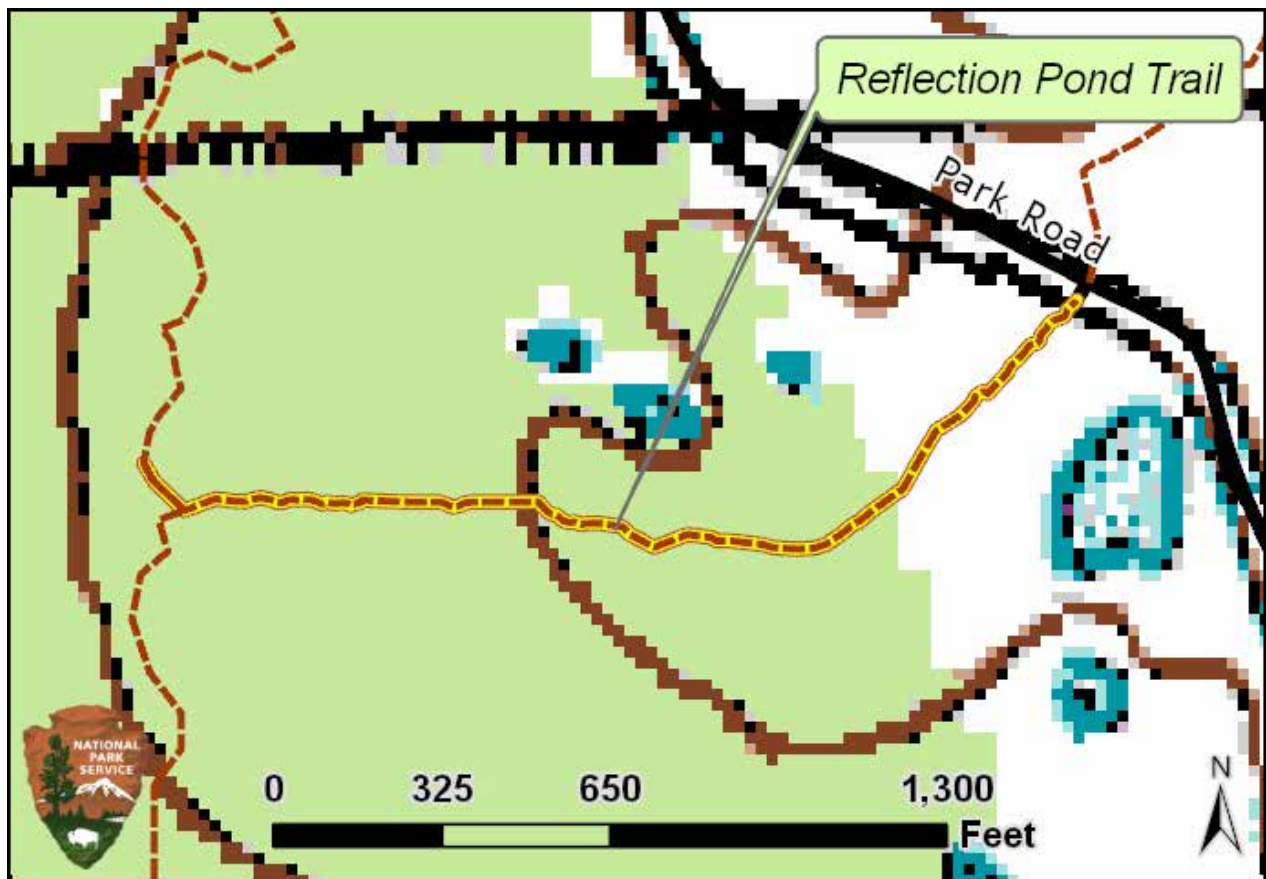 Reflection Pond Trail
Park Road
NATIONAL
PARK
SERVICE
0 325 650 1,300
Feet
N